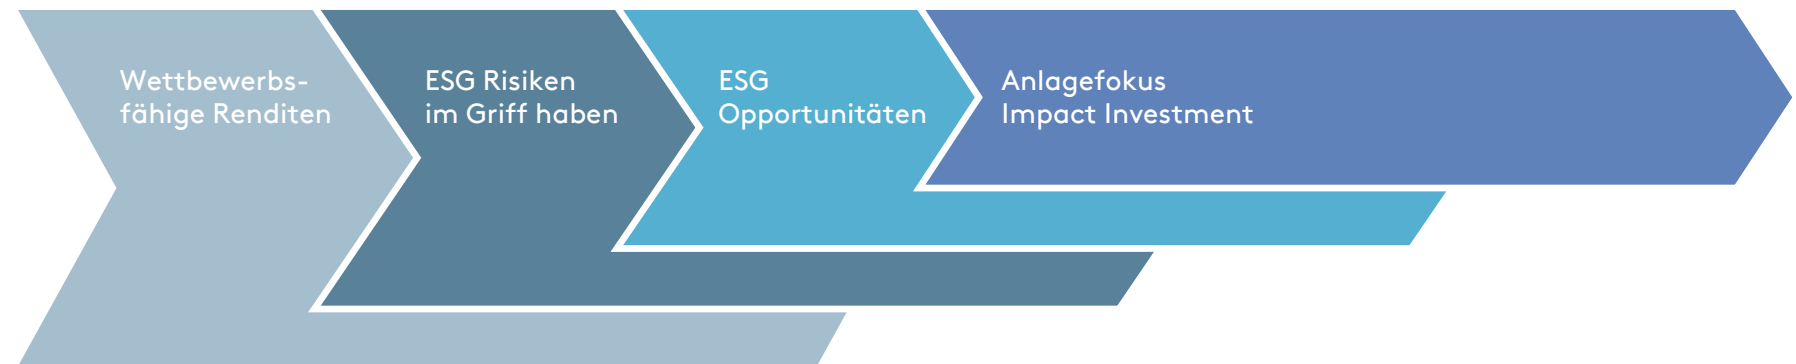 Wettbewerbs-
fähige Renditen
ESG Risiken
im Griff haben
ESG
Opportunitäten
Anlagefokus
Impact Investment